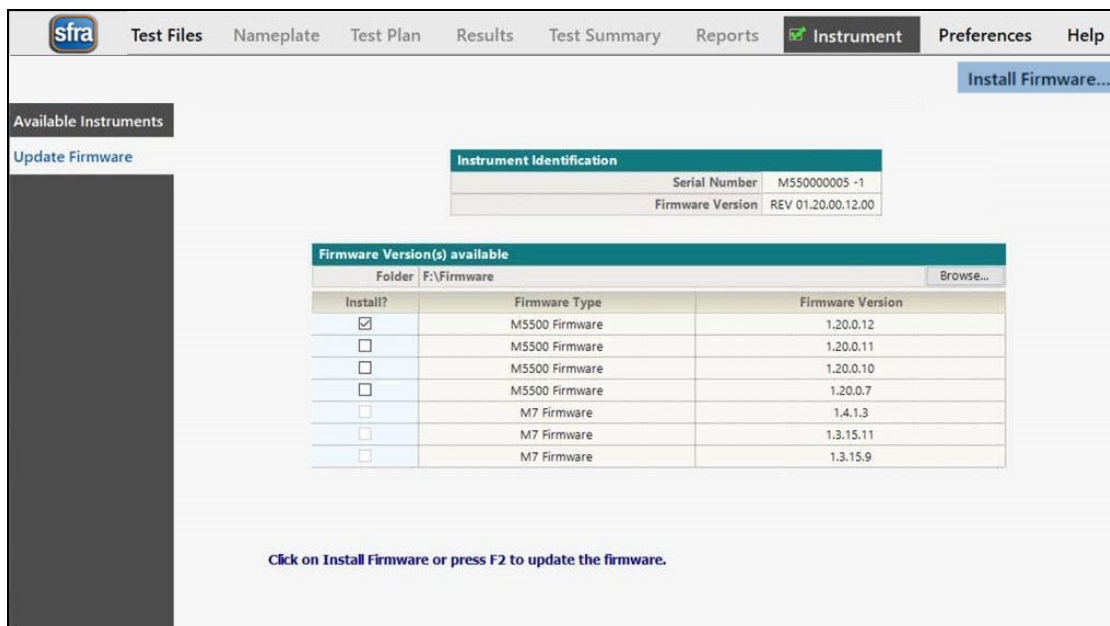 sfra Test Files Nameplate Test Plan Results Test Summary Reports Instrument Preferences Help
Install Firmware...
Available Instruments
Update Firmware
Instrument Identification
Serial Number M550000005 -1
Firmware Version REV 01.20.00.12.00
Firmware Version(s) available
Folder F:\Firmware Browse...
Install? Firmware Type Firmware Version
M5500 Firmware 1.20.0.12
M5500 Firmware 1.20.0.11
M5500 Firmware 1.20.0.10
M5500 Firmware 1.20.0.7
M7 Firmware 1.4.1.3
M7 Firmware 1.3.15.11
M7 Firmware 1.3.15.9
Click on Install Firmware or press F2 to update the firmware.